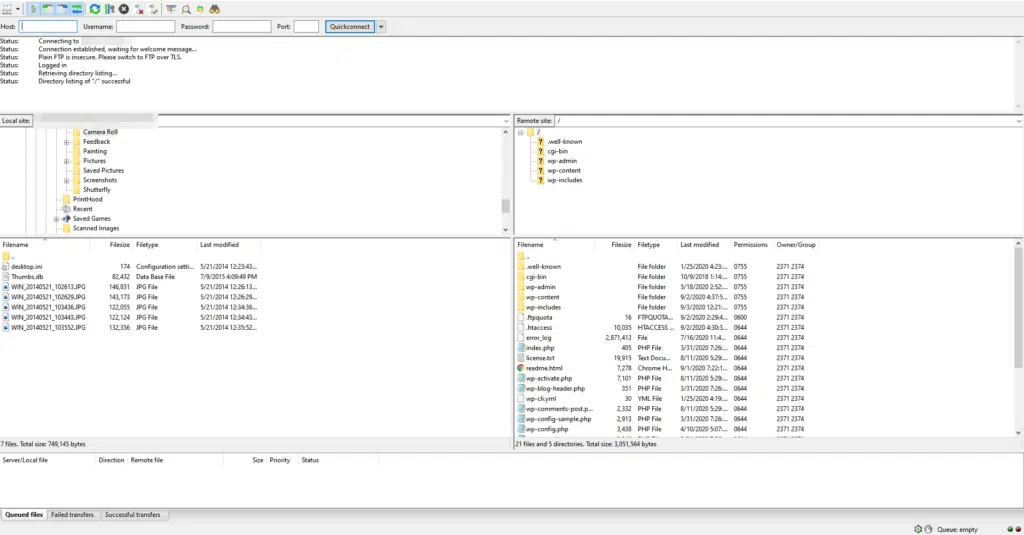 Host: Username: Password: Port: Quickconnect
Status: Connecting to
Status: Connection established, waiting for welcome message...
Status: Plain FTP is insecure. Please switch to FTP over TLS.
Status: Logged in
Status: Retrieving directory listing...
Status: Directory listing of "/" successful
Local site:
Camera Roll
Feedback
Painting
Pictures
Saved Pictures
Screenshots
Shutterfly
PrintHood
Recent
Saved Games
Scanned Images
Remote site: /
/
.well-known
cgi-bin
wp-admin
wp-content
wp-includes
Filename Filesize Filetype Last modified
..
desktop.ini 174 Configuration setti... 5/21/2014 12:23:43...
Thumbs.db 82,432 Data Base File 7/9/2015 4:09:49 PM
WIN_20140521_102613.JPG 146,831 JPG File 5/21/2014 12:26:13...
WIN_20140521_102629.JPG 143,173 JPG File 5/21/2014 12:26:29...
WIN_20140521_103436.JPG 122,055 JPG File 5/21/2014 12:34:36...
WIN_20140521_103443.JPG 122,124 JPG File 5/21/2014 12:34:43...
WIN_20140521_103552.JPG 132,356 JPG File 5/21/2014 12:35:52...
7 files. Total size: 749,145 bytes
Filename Filesize Filetype Last modified Permissions Owner/Group
..
.well-known File folder 1/25/2020 4:23:... 0755 2371 2374
cgi-bin File folder 10/9/2018 1:14:... 0755 2371 2374
wp-admin File folder 5/18/2020 2:52:... 0755 2371 2374
wp-content File folder 9/2/2020 4:37:5... 0755 2371 2374
wp-includes File folder 9/3/2020 12:21:... 0755 2371 2374
.ftpquota 16 FTPQUOTA... 9/2/2020 2:29:4... 0600 2371 2374
.htaccess 10,035 HTACCESS ... 9/2/2020 4:30:3... 0644 2371 2374
error_log 2,871,413 File 7/16/2020 11:4... 0644 2371 2374
index.php 405 PHP File 3/31/2020 7:26:... 0644 2371 2374
license.txt 19,915 Text Docu... 8/11/2020 5:29:... 0644 2371 2374
readme.html 7,278 Chrome H... 9/1/2020 7:22:1... 0644 2371 2374
wp-activate.php 7,101 PHP File 8/11/2020 5:29:... 0644 2371 2374
wp-blog-header.php 351 PHP File 3/31/2020 7:26:... 0644 2371 2374
wp-cli.yml 30 YML File 1/25/2020 4:19:... 0644 2371 2374
wp-comments-post.p... 2,332 PHP File 8/11/2020 5:29:... 0644 2371 2374
wp-config-sample.php 2,913 PHP File 3/31/2020 7:26:... 0644 2371 2374
wp-config.php 3,438 PHP File 4/10/2020 5:07:... 0644 2371 2374
21 files and 5 directories. Total size: 3,051,564 bytes
Server/Local file Direction Remote file Size Priority Status
Queued files Failed transfers Successful transfers
Queue: empty